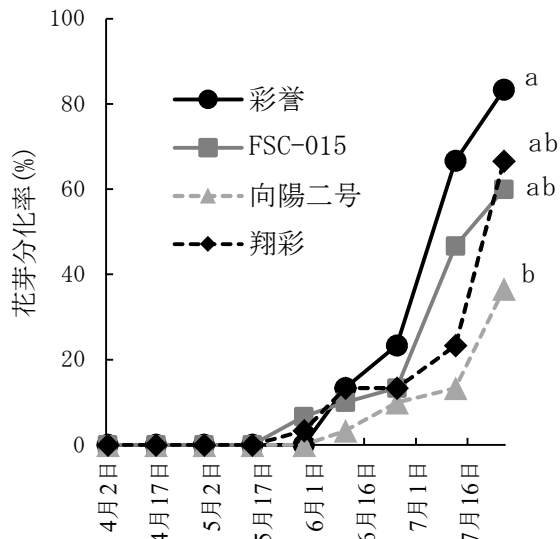 100
80
60
40
20
0
花芽分化率(%)
彩誉
FSC-015
向陽二号
翔彩
a
ab
ab
b
4月2日
4月17日
5月2日
5月17日
6月1日
6月16日
7月1日
7月16日